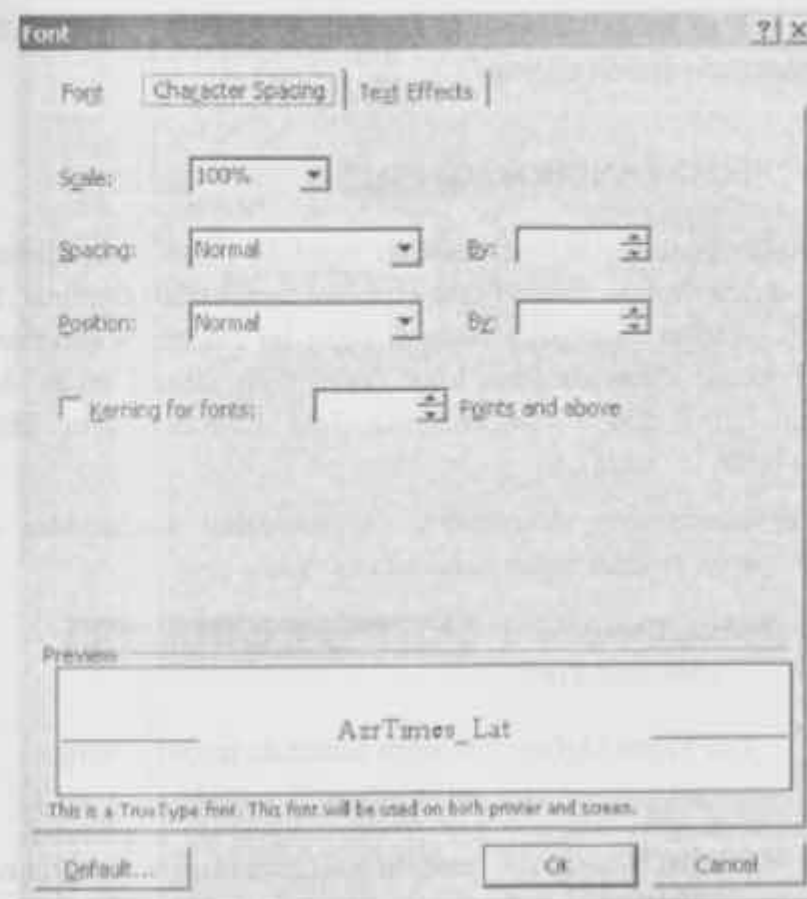 Font
Font Character Spacing Text Effects
Scale: 100%
Spacing: Normal By:
Position: Normal By:
Kerning for fonts: Points and above
Preview
AzrTimes_Lat
This is a TrueType font. This font will be used on both printer and screen.
Default... OK Cancel